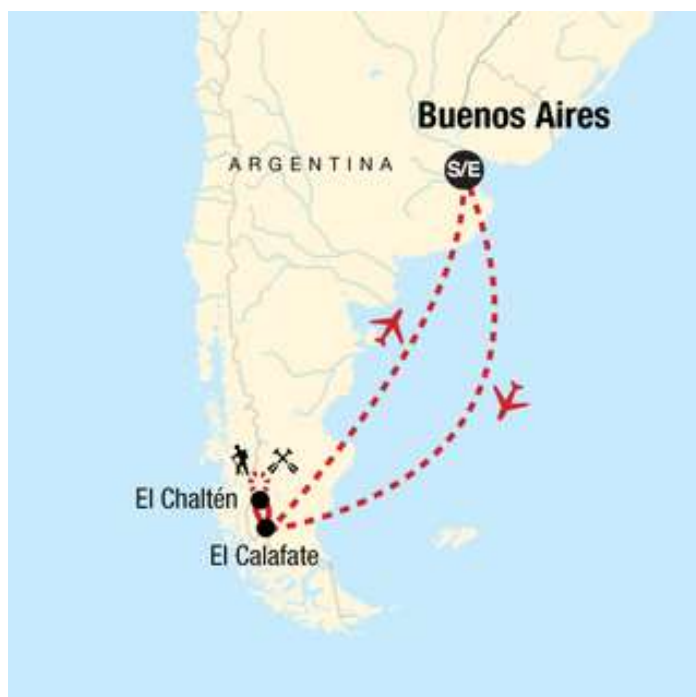 Buenos Aires
ARGENTINA
S/E
El Chaltén
El Calafate